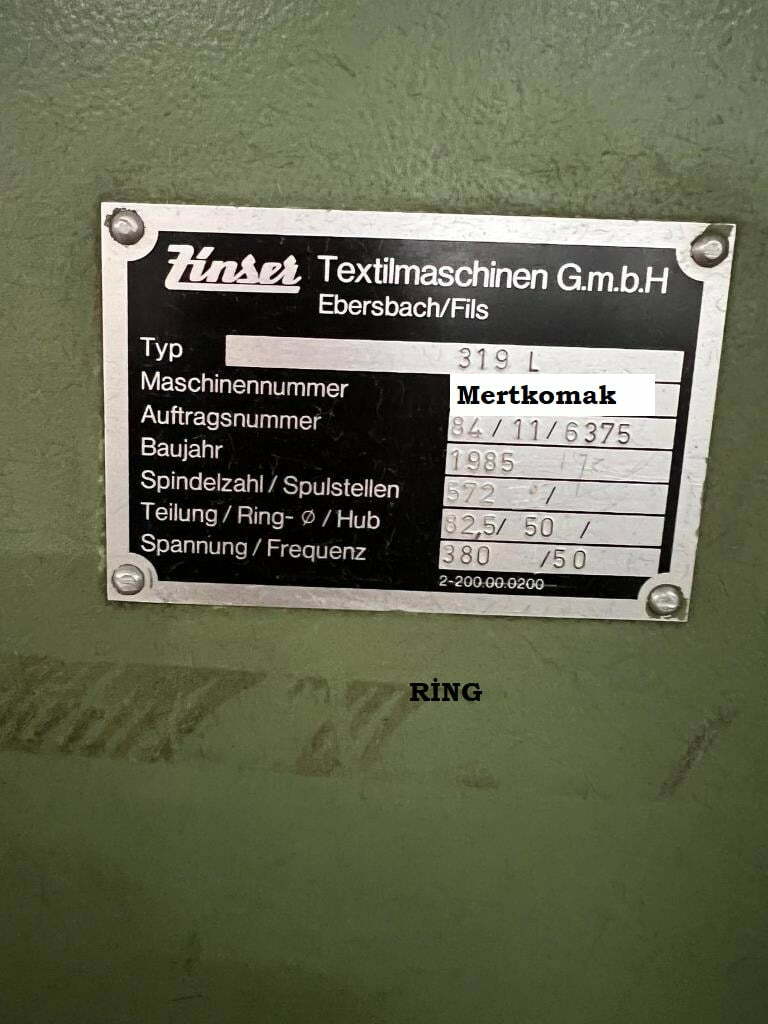 Zinser Textilmaschinen G.m.b.H
Ebersbach/Fils
Typ 319 L
Maschinennummer Mertkomak
Auftragsnummer 84/11/6375
Baujahr 1985
Spindelzahl / Spulstellen 572 /
Teilung / Ring- ø / Hub 82,5/ 50 /
Spannung / Frequenz 380 /50
2-200.00.0200
RİNG